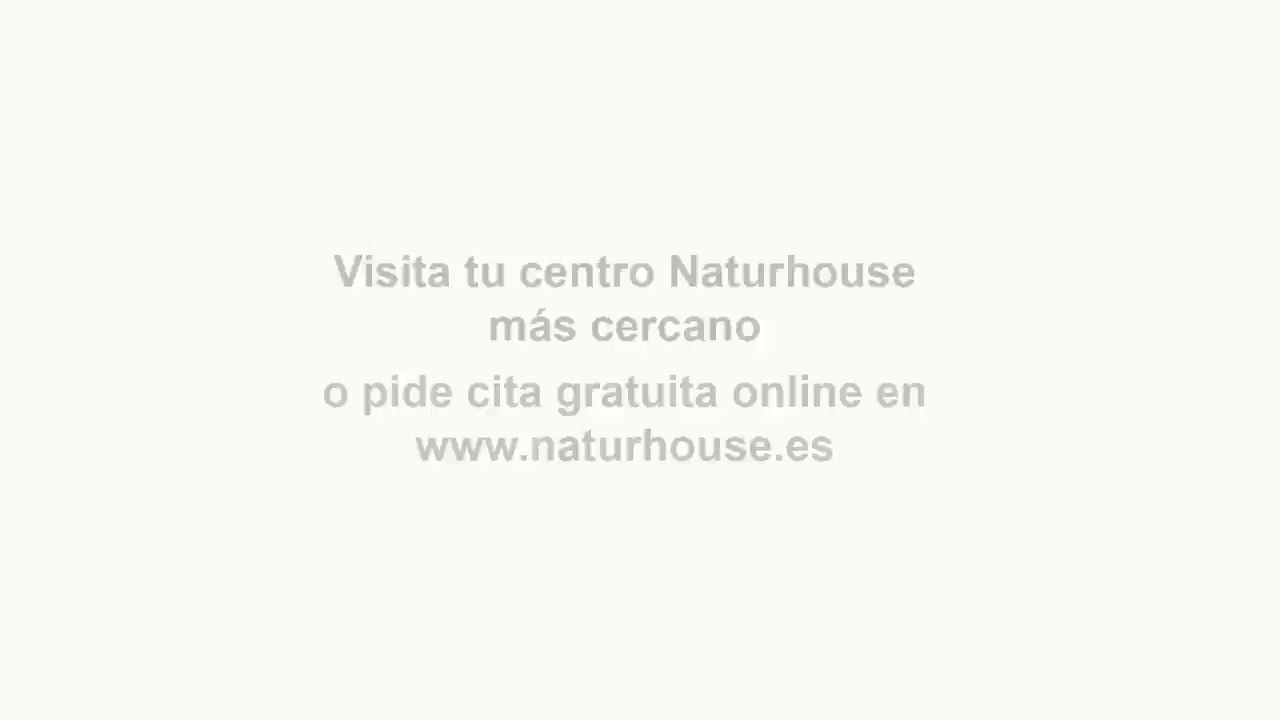 Visita tu centro Naturhouse
más cercano
o pide cita gratuita online en
www.naturhouse.es